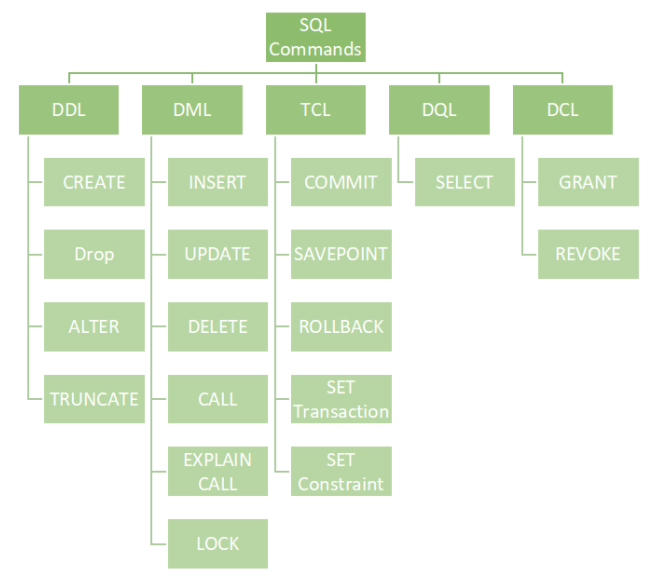 SQL
Commands
DDL
DML
TCL
DQL
DCL
CREATE
INSERT
COMMIT
SELECT
GRANT
Drop
UPDATE
SAVEPOINT
REVOKE
ALTER
DELETE
ROLLBACK
TRUNCATE
CALL
SET
Transaction
EXPLAIN
CALL
SET
Constraint
LOCK